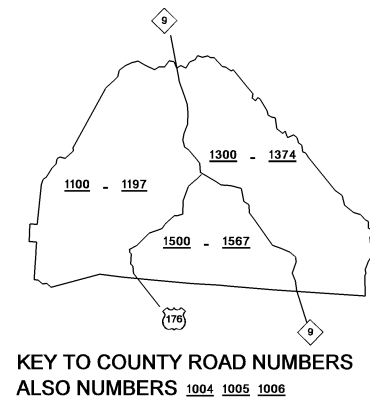 9
1300 - 1374
1100 - 1197
1500 - 1567
176
9
KEY TO COUNTY ROAD NUMBERS
ALSO NUMBERS 1004 1005 1006